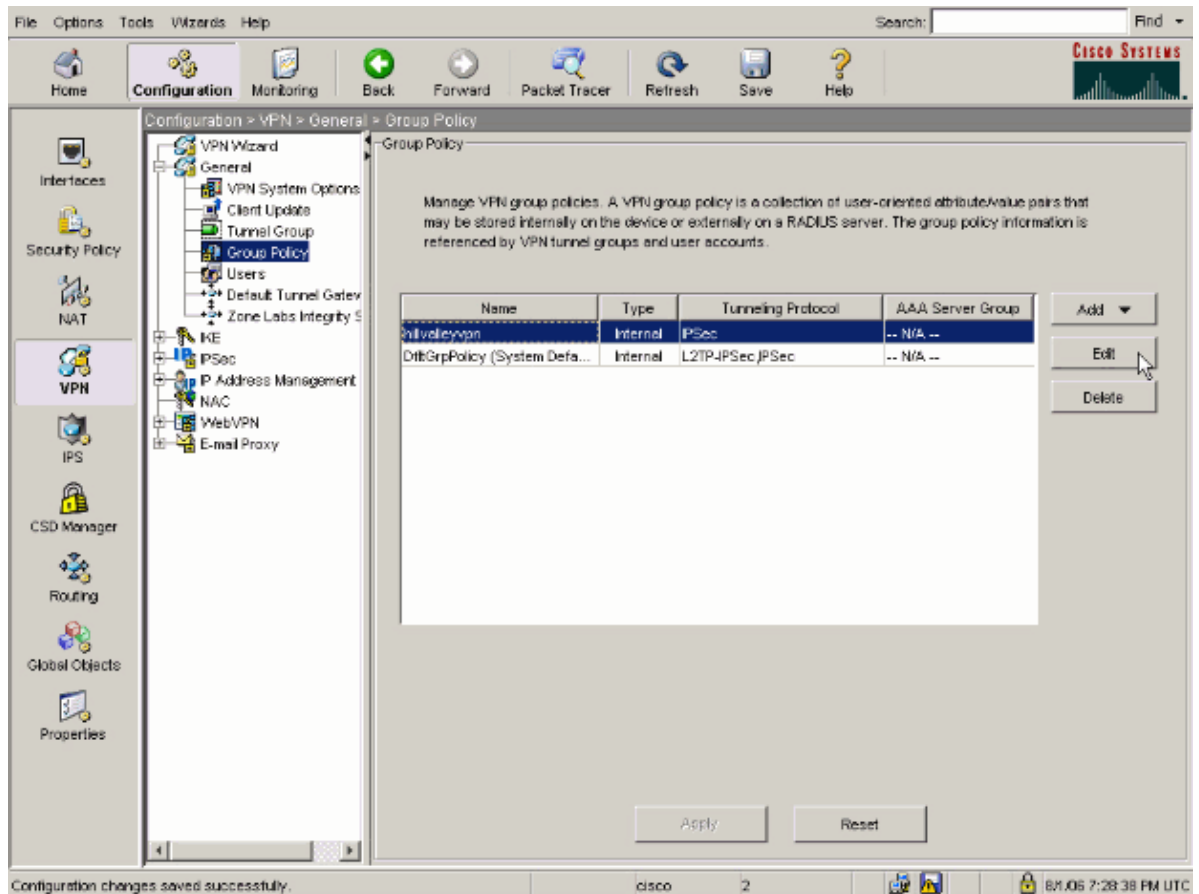 File Options Tools Wizards Help Search: Find
Home Configuration Monitoring Back Forward Packet Tracer Refresh Save Help
CISCO SYSTEMS
Configuration > VPN > General > Group Policy
Interfaces
Security Policy
NAT
VPN
IPS
CSD Manager
Routing
Global Objects
Properties
VPN Wizard
General
VPN System Options
Client Update
Tunnel Group
Group Policy
Users
Default Tunnel Gatew
Zone Labs Integrity S
IKE
IPSec
IP Address Management
NAC
WebVPN
E-mail Proxy
Group Policy
Manage VPN group policies. A VPN group policy is a collection of user-oriented attribute/value pairs that
may be stored internally on the device or externally on a RADIUS server. The group policy information is
referenced by VPN tunnel groups and user accounts.
Name Type Tunneling Protocol AAA Server Group
hillvalleyvpn Internal IPSec -- N/A --
DfltGrpPolicy (System Defa... Internal L2TP-IPSec,IPSec -- N/A --
Add
Edit
Delete
Apply Reset
Configuration changes saved successfully. cisco 2 8/1/06 7:28:38 PM UTC